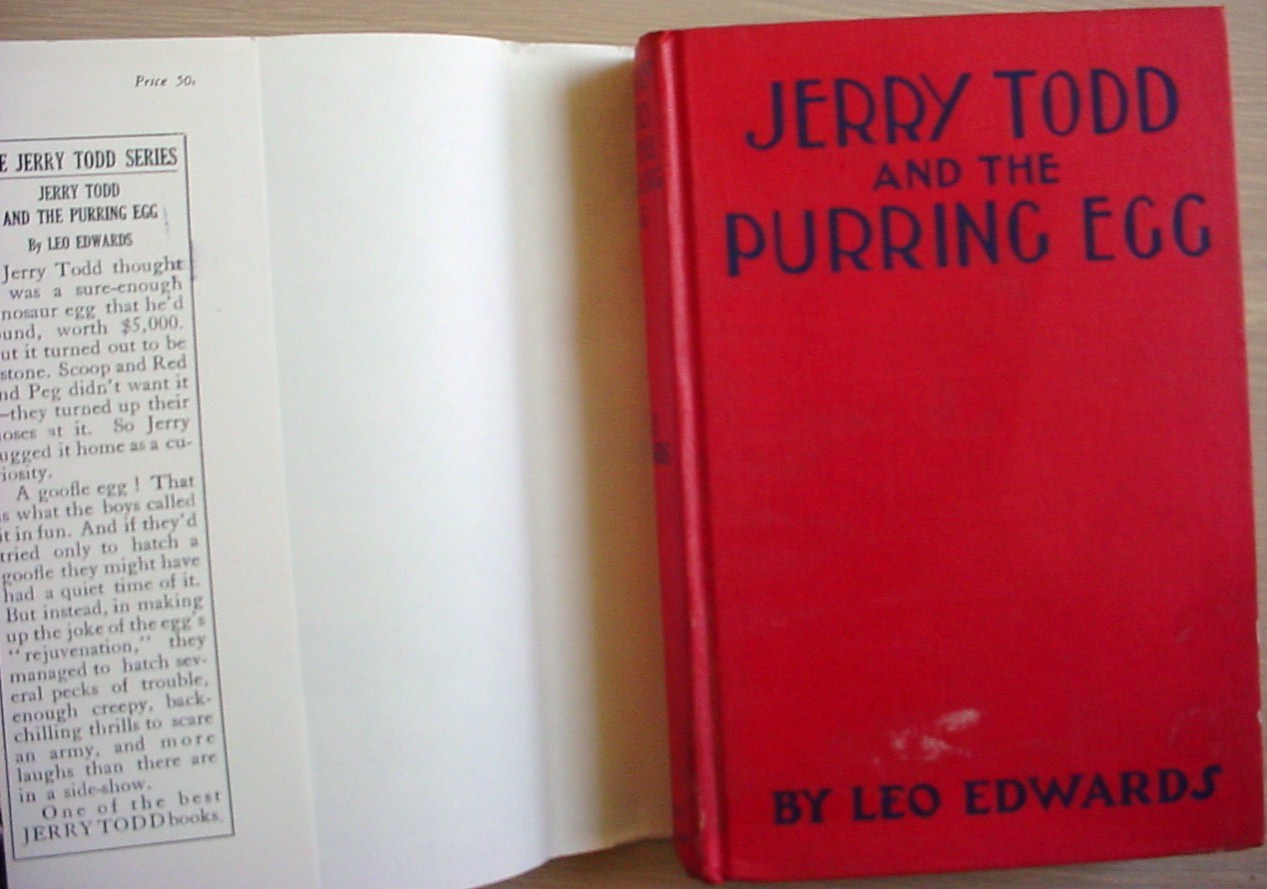 Price 50¢
E JERRY TODD SERIES
JERRY TODD
AND THE PURRING EGG
By LEO EDWARDS
Jerry Todd thought
was a sure-enough
nosaur egg that he'd
und, worth $5,000.
ut it turned out to be
stone. Scoop and Red
nd Peg didn't want it
—they turned up their
oses at it. So Jerry
ugged it home as a cu-
iosity.
A goofle egg! That
s what the boys called
it in fun. And if they'd
tried only to hatch a
goofle they might have
had a quiet time of it.
But instead, in making
up the joke of the egg's
"rejuvenation," they
managed to hatch sev-
eral pecks of trouble,
enough creepy, back-
chilling thrills to scare
an army, and more
laughs than there are
in a side-show.
One of the best
JERRY TODD books.
JERRY TODD
AND THE
PURRING EGG
BY LEO EDWARDS